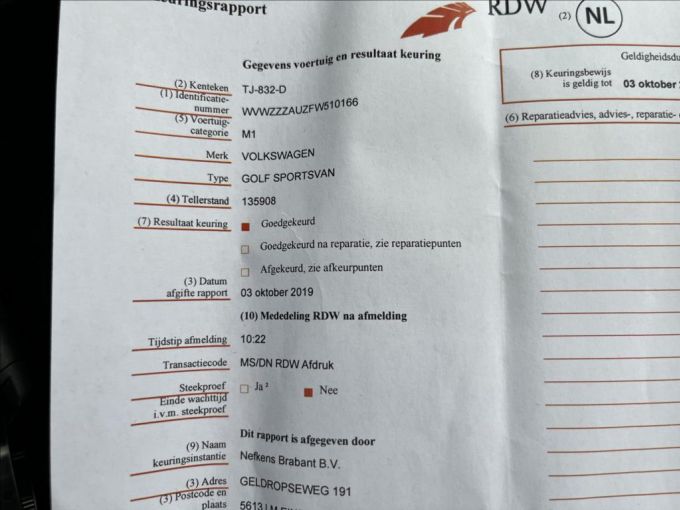 RDW (2) NL
Gegevens voertuig en resultaat keuring
(2) Kenteken TJ-832-D
(1) Identificatie-
nummer WVWZZZAUZFW510166
(5) Voertuig-
categorie M1
Merk VOLKSWAGEN
Type GOLF SPORTSVAN
(4) Tellerstand 135908
(7) Resultaat keuring Goedgekeurd
Goedgekeurd na reparatie, zie reparatiepunten
Afgekeurd, zie afkeurpunten
(3) Datum
afgifte rapport 03 oktober 2019
(10) Mededeling RDW na afmelding
Tijdstip afmelding 10:22
Transactiecode MS/DN RDW Afdruk
Steekproef Ja ² Nee
Einde wachttijd
i.v.m. steekproef
Dit rapport is afgegeven door
(9) Naam
keuringsinstantie Nefkens Brabant B.V.
(3) Adres GELDROPSEWEG 191
(3) Postcode en
plaats 5613
(8) Keuringsbewijs
is geldig tot 03 oktober
(6) Reparatieadvies, advies-, reparatie-